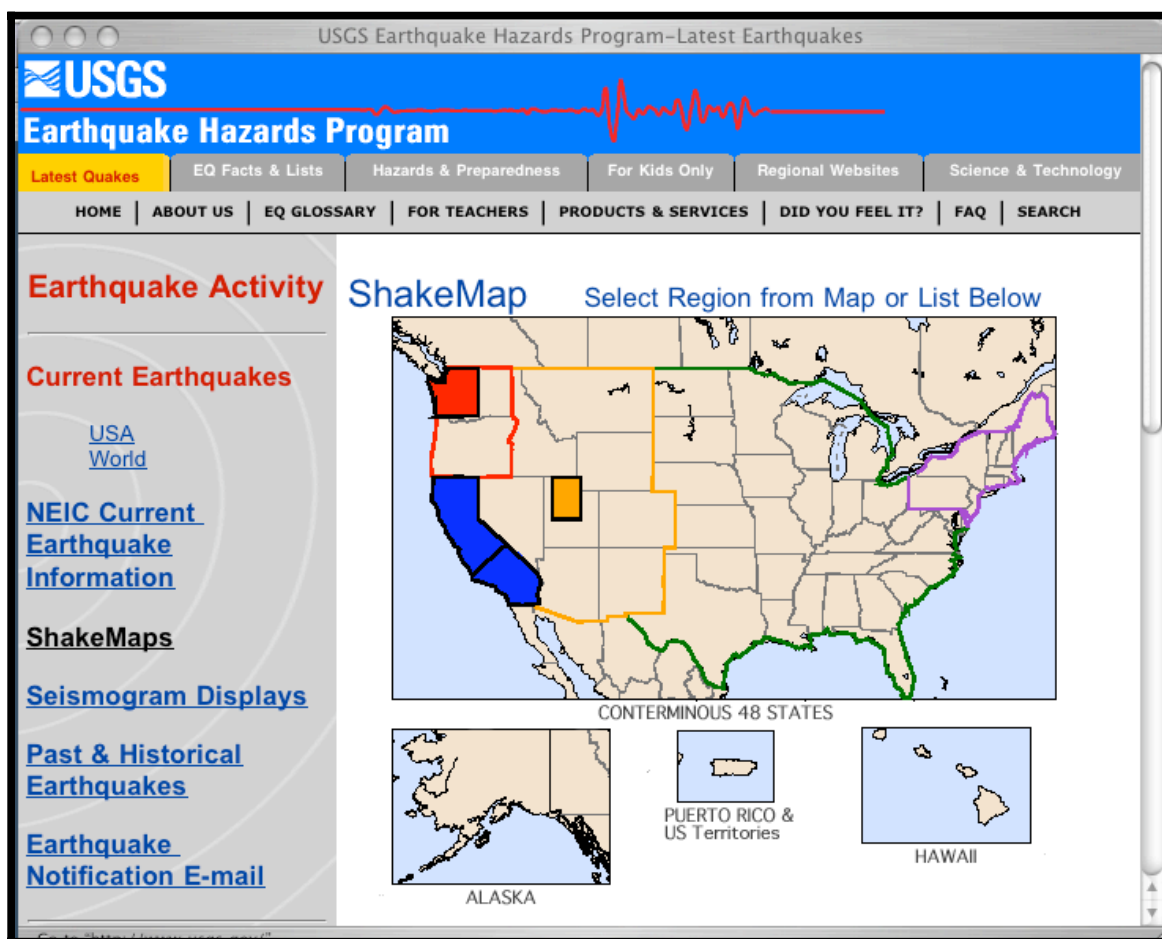 USGS Earthquake Hazards Program-Latest Earthquakes
USGS
Earthquake Hazards Program
Latest Quakes
EQ Facts & Lists
Hazards & Preparedness
For Kids Only
Regional Websites
Science & Technology
HOME | ABOUT US | EQ GLOSSARY | FOR TEACHERS | PRODUCTS & SERVICES | DID YOU FEEL IT? | FAQ | SEARCH
Earthquake Activity
Current Earthquakes
USA
World
NEIC Current
Earthquake
Information
ShakeMaps
Seismogram Displays
Past & Historical
Earthquakes
Earthquake
Notification E-mail
ShakeMap
Select Region from Map or List Below
CONTERMINOUS 48 STATES
ALASKA
PUERTO RICO &
US Territories
HAWAII